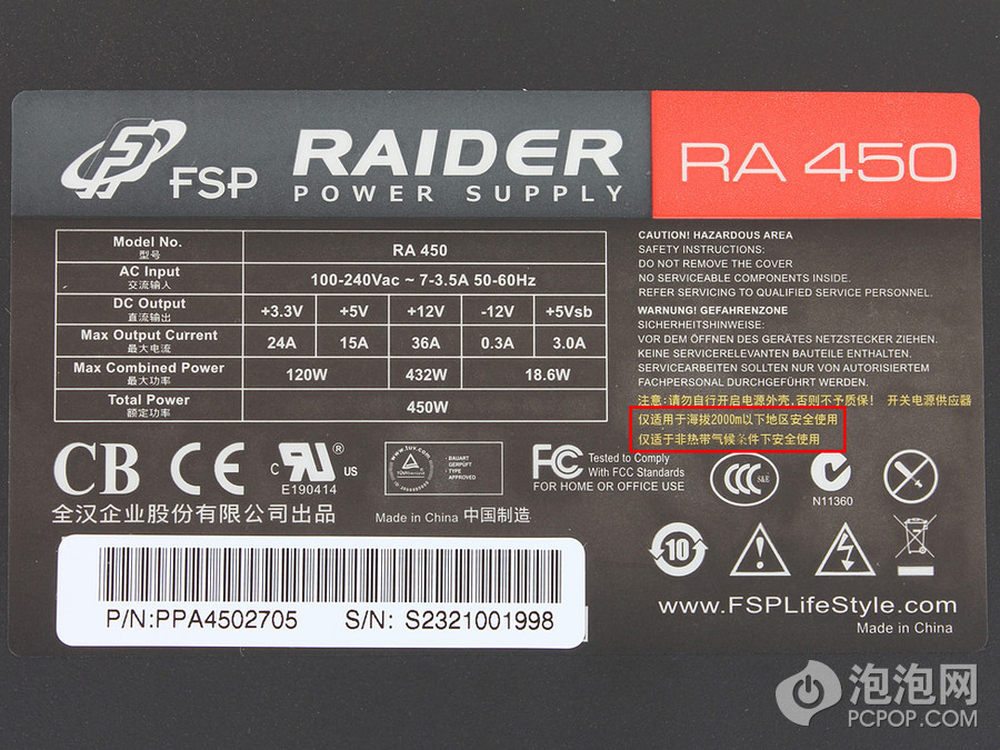 FSP
RAIDER
POWER SUPPLY
RA 450
Model No.
型号
RA 450
AC Input
交流输入
100-240Vac ~ 7-3.5A 50-60Hz
DC Output
直流输出
+3.3V +5V +12V -12V +5Vsb
Max Output Current
最大电流
24A 15A 36A 0.3A 3.0A
Max Combined Power
最大功率
120W 432W 18.6W
Total Power
额定功率
450W
CAUTION! HAZARDOUS AREA
SAFETY INSTRUCTIONS:
DO NOT REMOVE THE COVER
NO SERVICEABLE COMPONENTS INSIDE.
REFER SERVICING TO QUALIFIED SERVICE PERSONNEL.
WARNUNG! GEFAHRENZONE
SICHERHEITSHINWEISE:
VOR DEM ÖFFNEN DES GERÄTES NETZSTECKER ZIEHEN.
KEINE SERVICERELEVANTEN BAUTEILE ENTHALTEN.
SERVICEARBEITEN SOLLTEN NUR VON AUTORISIERTEM
FACHPERSONAL DURCHGEFÜHRT WERDEN.
注意:请勿自行开启电源外壳,否则不予质保! 开关电源供应器
仅适用于海拔2000m以下地区安全使用
仅适于非热带气候条件下安全使用
CB CE
C RU US
E190414
www.tuv.com
BAUART
GEPRÜFT
TYPE
APPROVED
FC Tested to Comply
With FCC Standards
FOR HOME OR OFFICE USE
CCC S&E
N11360
全汉企业股份有限公司出品
Made in China 中国制造
10
P/N:PPA4502705 S/N: S2321001998
www.FSPLifeStyle.com
Made in China
泡泡网
PCPOP.COM